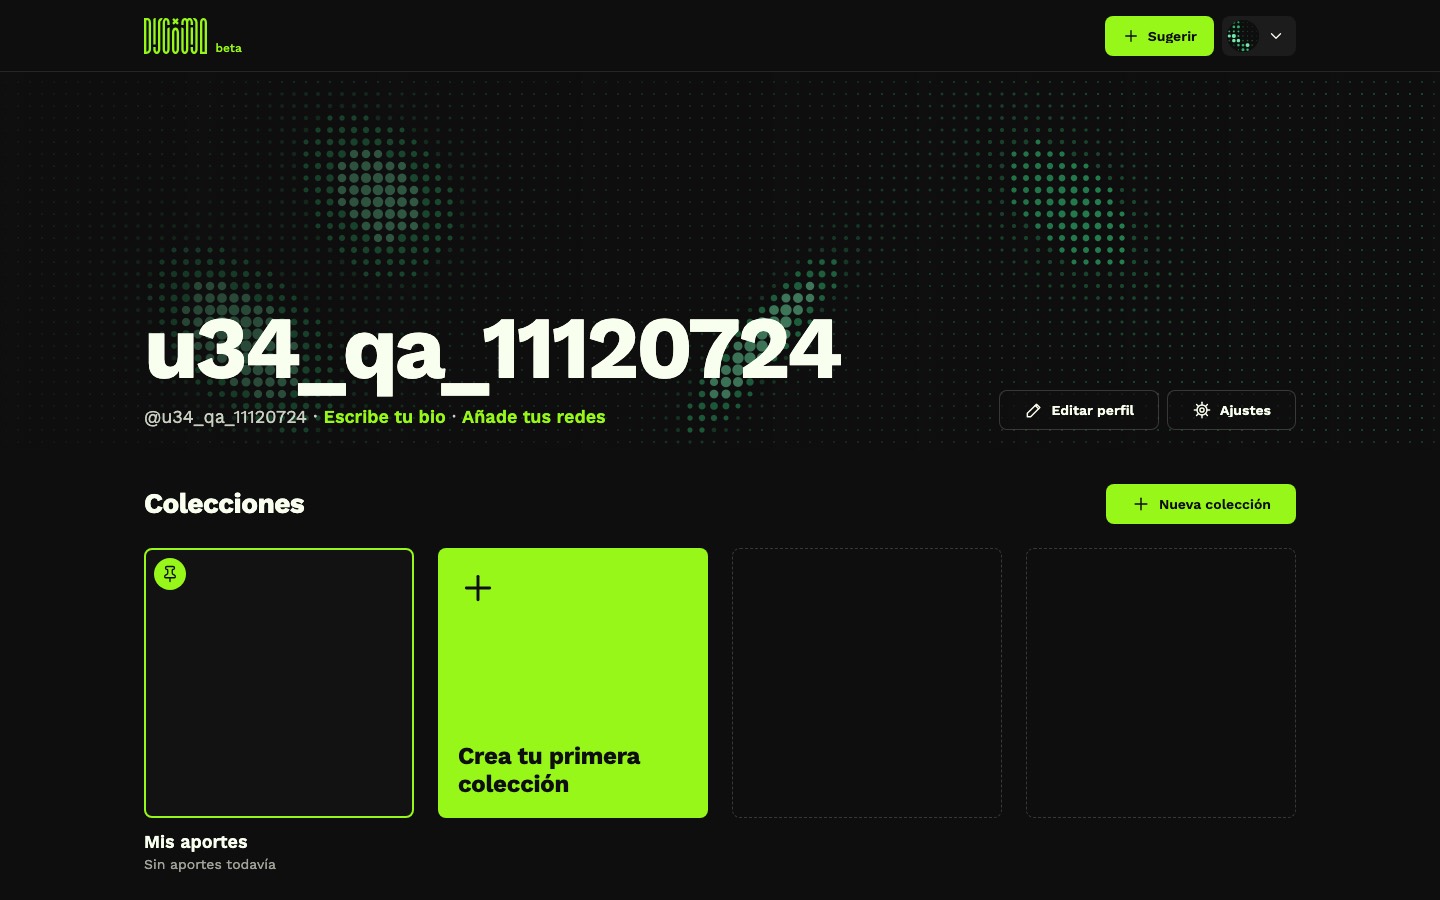 beta
Sugerir
u34_qa_11120724
@u34_qa_11120724 · Escribe tu bio · Añade tus redes
Editar perfil
Ajustes
Colecciones
Nueva colección
Crea tu primera
colección
Mis aportes
Sin aportes todavía